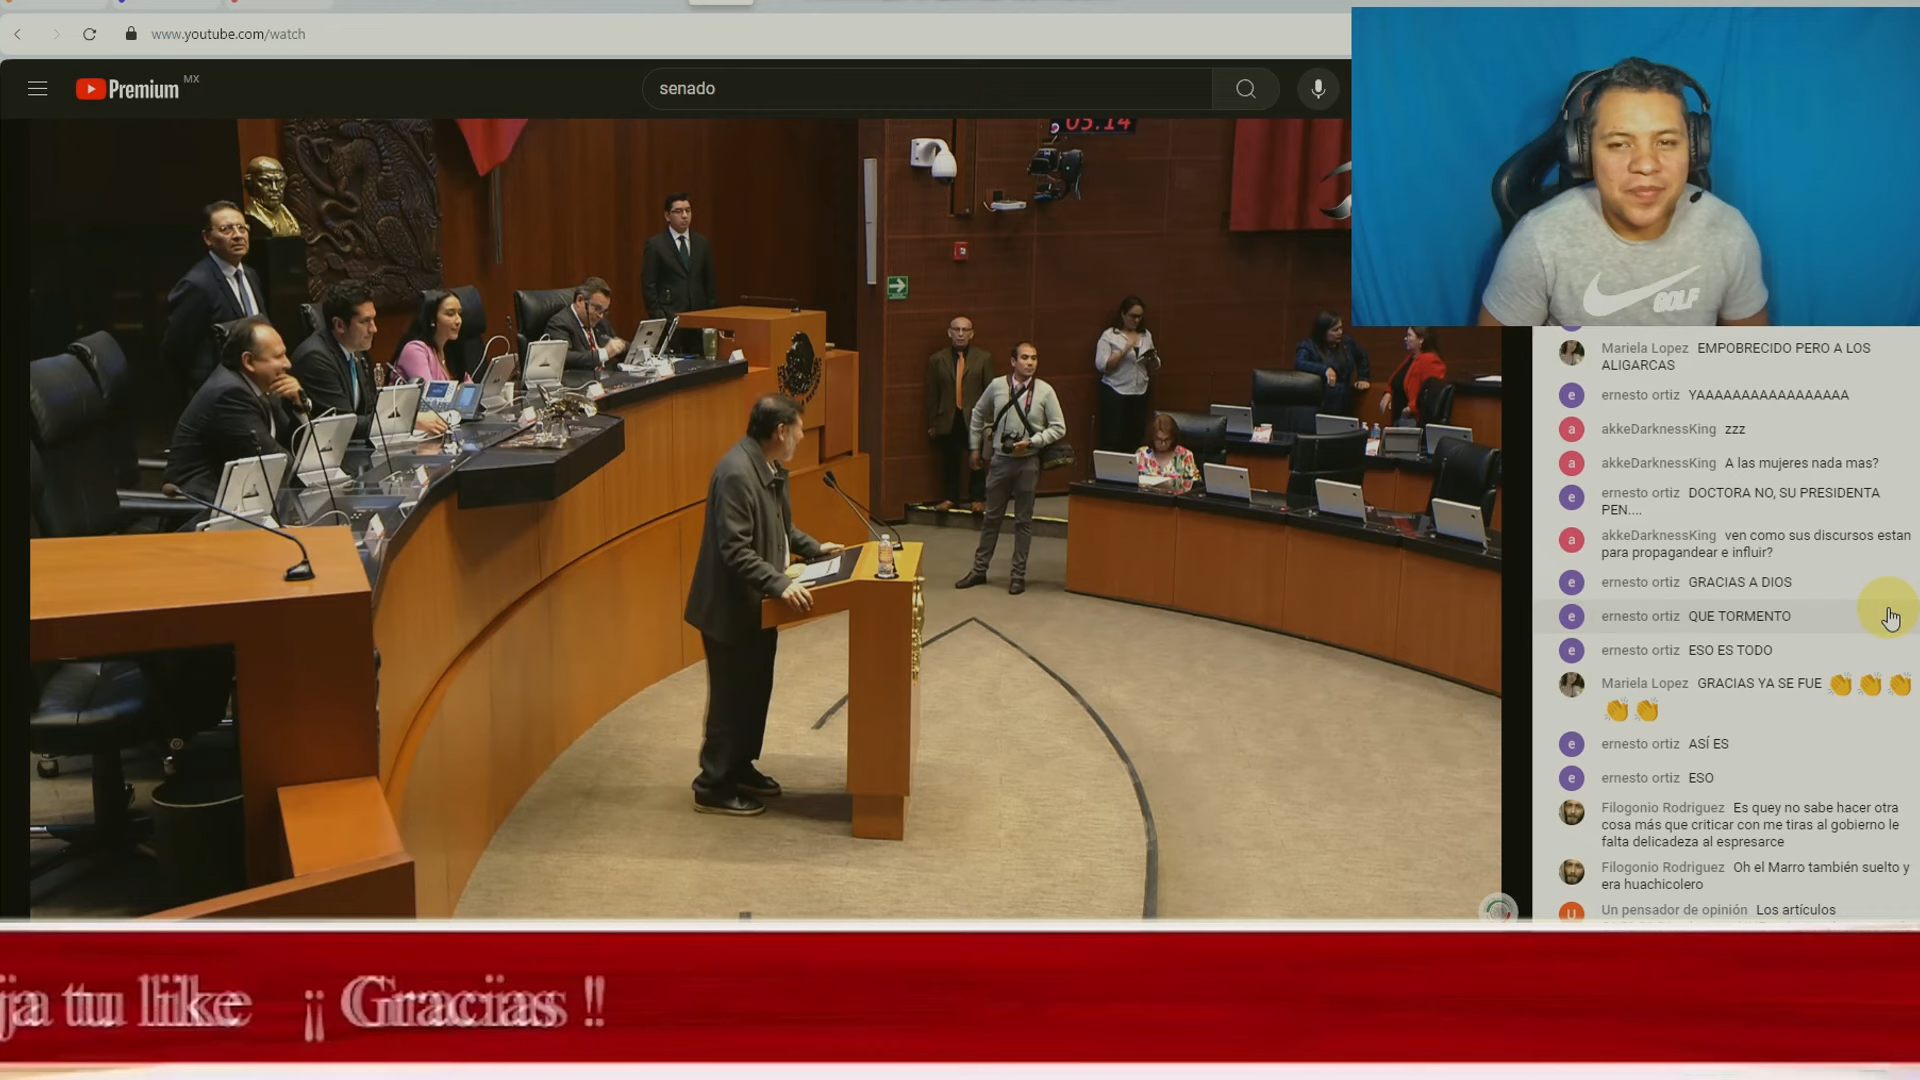 www.youtube.com/watch
Premium MX
senado
05:14
GOLF
Mariela Lopez EMPOBRECIDO PERO A LOS
ALIGARCAS
ernesto ortiz YAAAAAAAAAAAAAAAAA
akkeDarknessKing zzz
akkeDarknessKing A las mujeres nada mas?
ernesto ortiz DOCTORA NO, SU PRESIDENTA
PEN....
akkeDarknessKing ven como sus discursos estan
para propagandear e influir?
ernesto ortiz GRACIAS A DIOS
ernesto ortiz QUE TORMENTO
ernesto ortiz ESO ES TODO
Mariela Lopez GRACIAS YA SE FUE 👏👏👏
👏👏
ernesto ortiz ASÍ ES
ernesto ortiz ESO
Filogonio Rodriguez Es quey no sabe hacer otra
cosa más que críticar con me tiras al gobierno le
falta delicadeza al espresarce
Filogonio Rodriguez Oh el Marro también suelto y
era huachicolero
Un pensador de opinión Los artículos
ja tu like ¡¡ Gracias !!